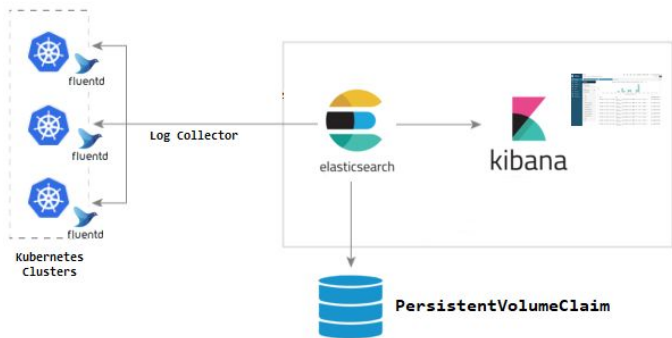 fluentd
fluentd
Log Collector
fluentd
Kubernetes
Clusters
elasticsearch
kibana
PersistentVolumeClaim